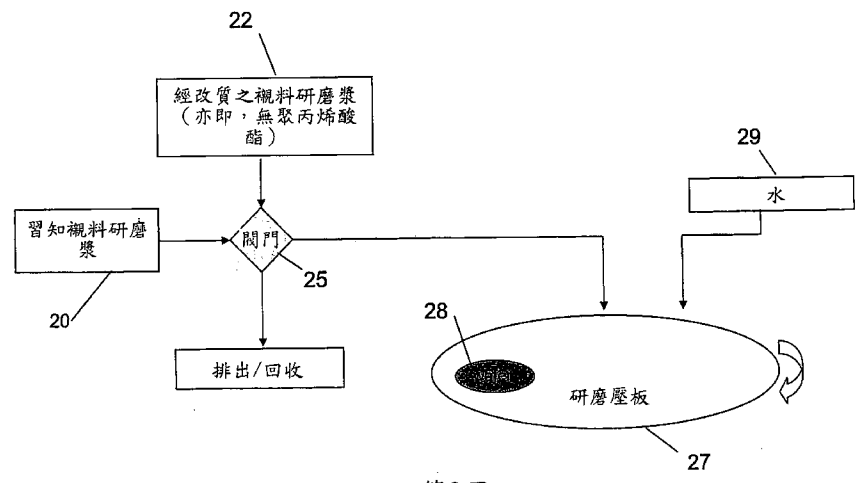 22
經改質之襯料研磨漿
（亦即，無聚丙烯酸
酯）
29
水
習知襯料研磨
漿
閥門
25
20
28
排出/回收
研磨壓板
27